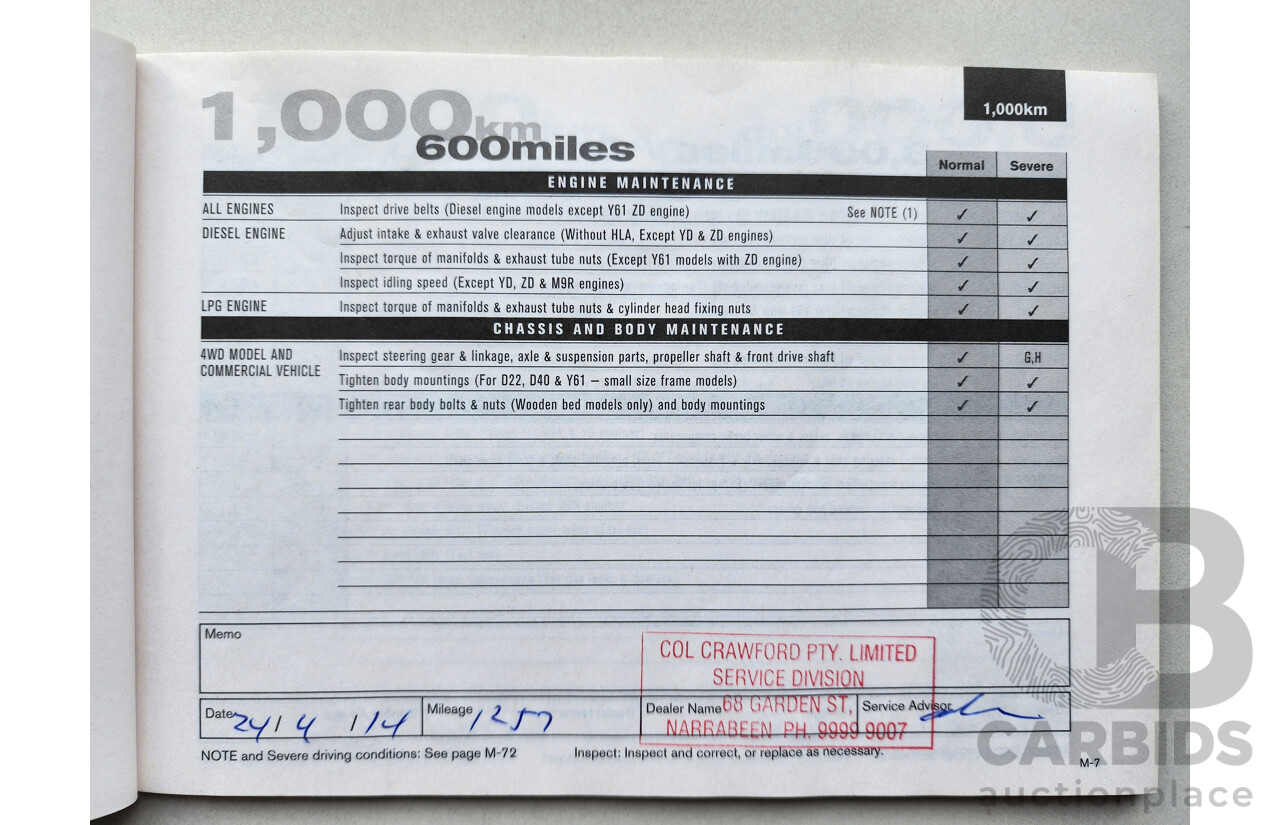 1,000km
1,000km
600miles
Normal Severe
ENGINE MAINTENANCE
ALL ENGINES Inspect drive belts (Diesel engine models except Y61 ZD engine) See NOTE (1) ✓ ✓
DIESEL ENGINE Adjust intake & exhaust valve clearance (Without HLA, Except YD & ZD engines) ✓ ✓
Inspect torque of manifolds & exhaust tube nuts (Except Y61 models with ZD engine) ✓ ✓
Inspect idling speed (Except YD, ZD & M9R engines) ✓ ✓
LPG ENGINE Inspect torque of manifolds & exhaust tube nuts & cylinder head fixing nuts ✓ ✓
CHASSIS AND BODY MAINTENANCE
4WD MODEL AND Inspect steering gear & linkage, axle & suspension parts, propeller shaft & front drive shaft ✓ G,H
COMMERCIAL VEHICLE
Tighten body mountings (For D22, D40 & Y61 – small size frame models) ✓ ✓
Tighten rear body bolts & nuts (Wooden bed models only) and body mountings ✓ ✓
Memo
COL CRAWFORD PTY. LIMITED
SERVICE DIVISION
68 GARDEN ST,
NARRABEEN PH. 9999 9007
Date 24/4/14 Mileage 1257 Dealer Name Service Advisor
NOTE and Severe driving conditions: See page M-72 Inspect: Inspect and correct, or replace as necessary.
M-7
CB
CARBIDS
auctionplace